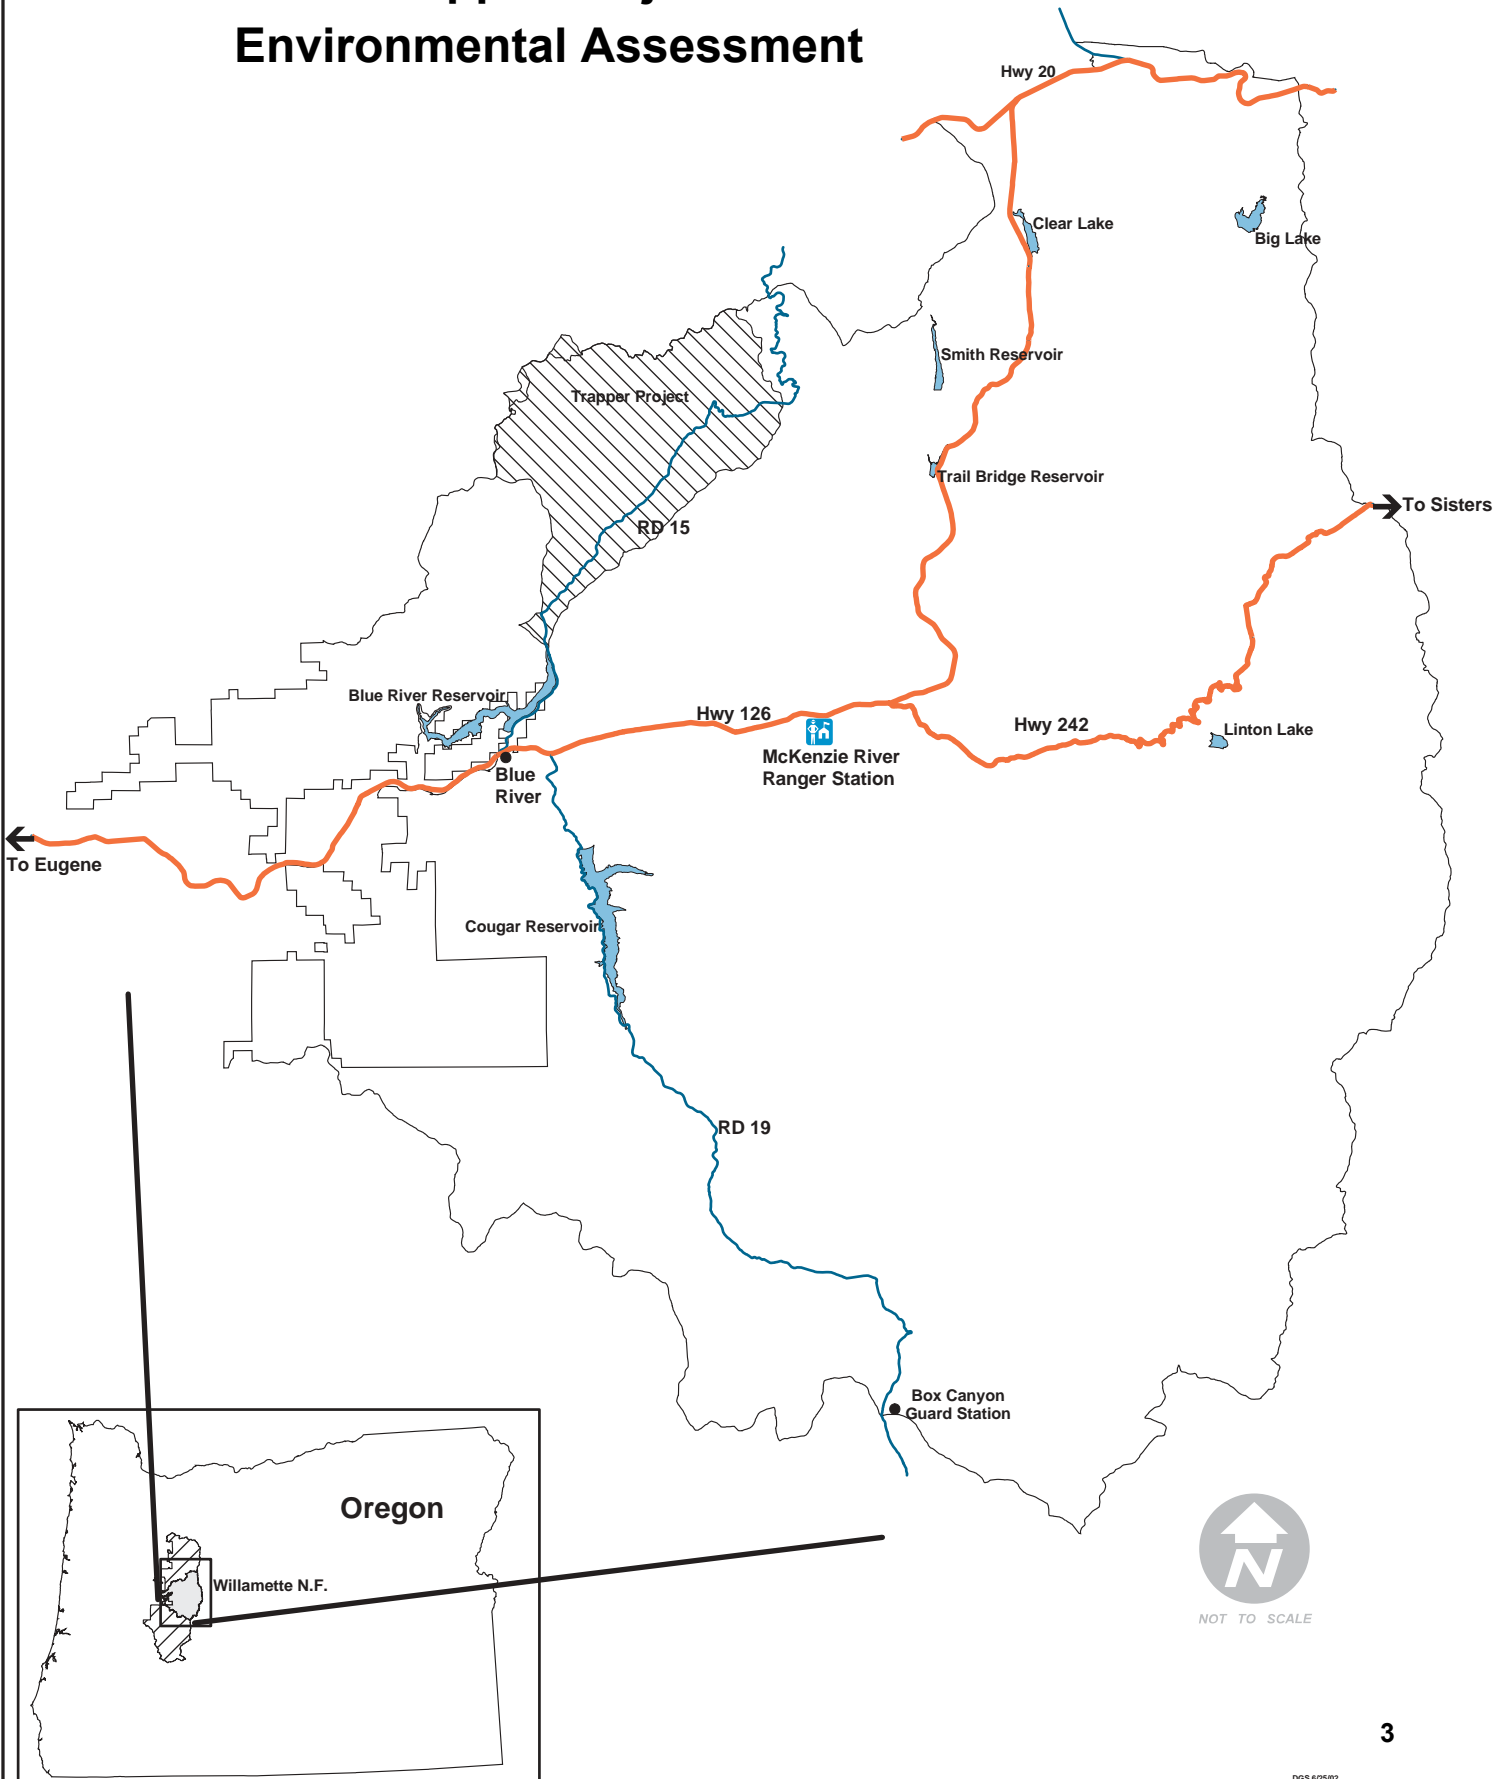 Environmental Assessment
Hwy 20
Clear Lake
Big Lake
Smith Reservoir
Trapper Project
Trail Bridge Reservoir
To Sisters
RD 15
Blue River Reservoir
Hwy 126
Hwy 242
Linton Lake
McKenzie River
Ranger Station
Blue
River
To Eugene
Cougar Reservoir
RD 19
Box Canyon
Guard Station
Oregon
Willamette N.F.
N
NOT TO SCALE
3